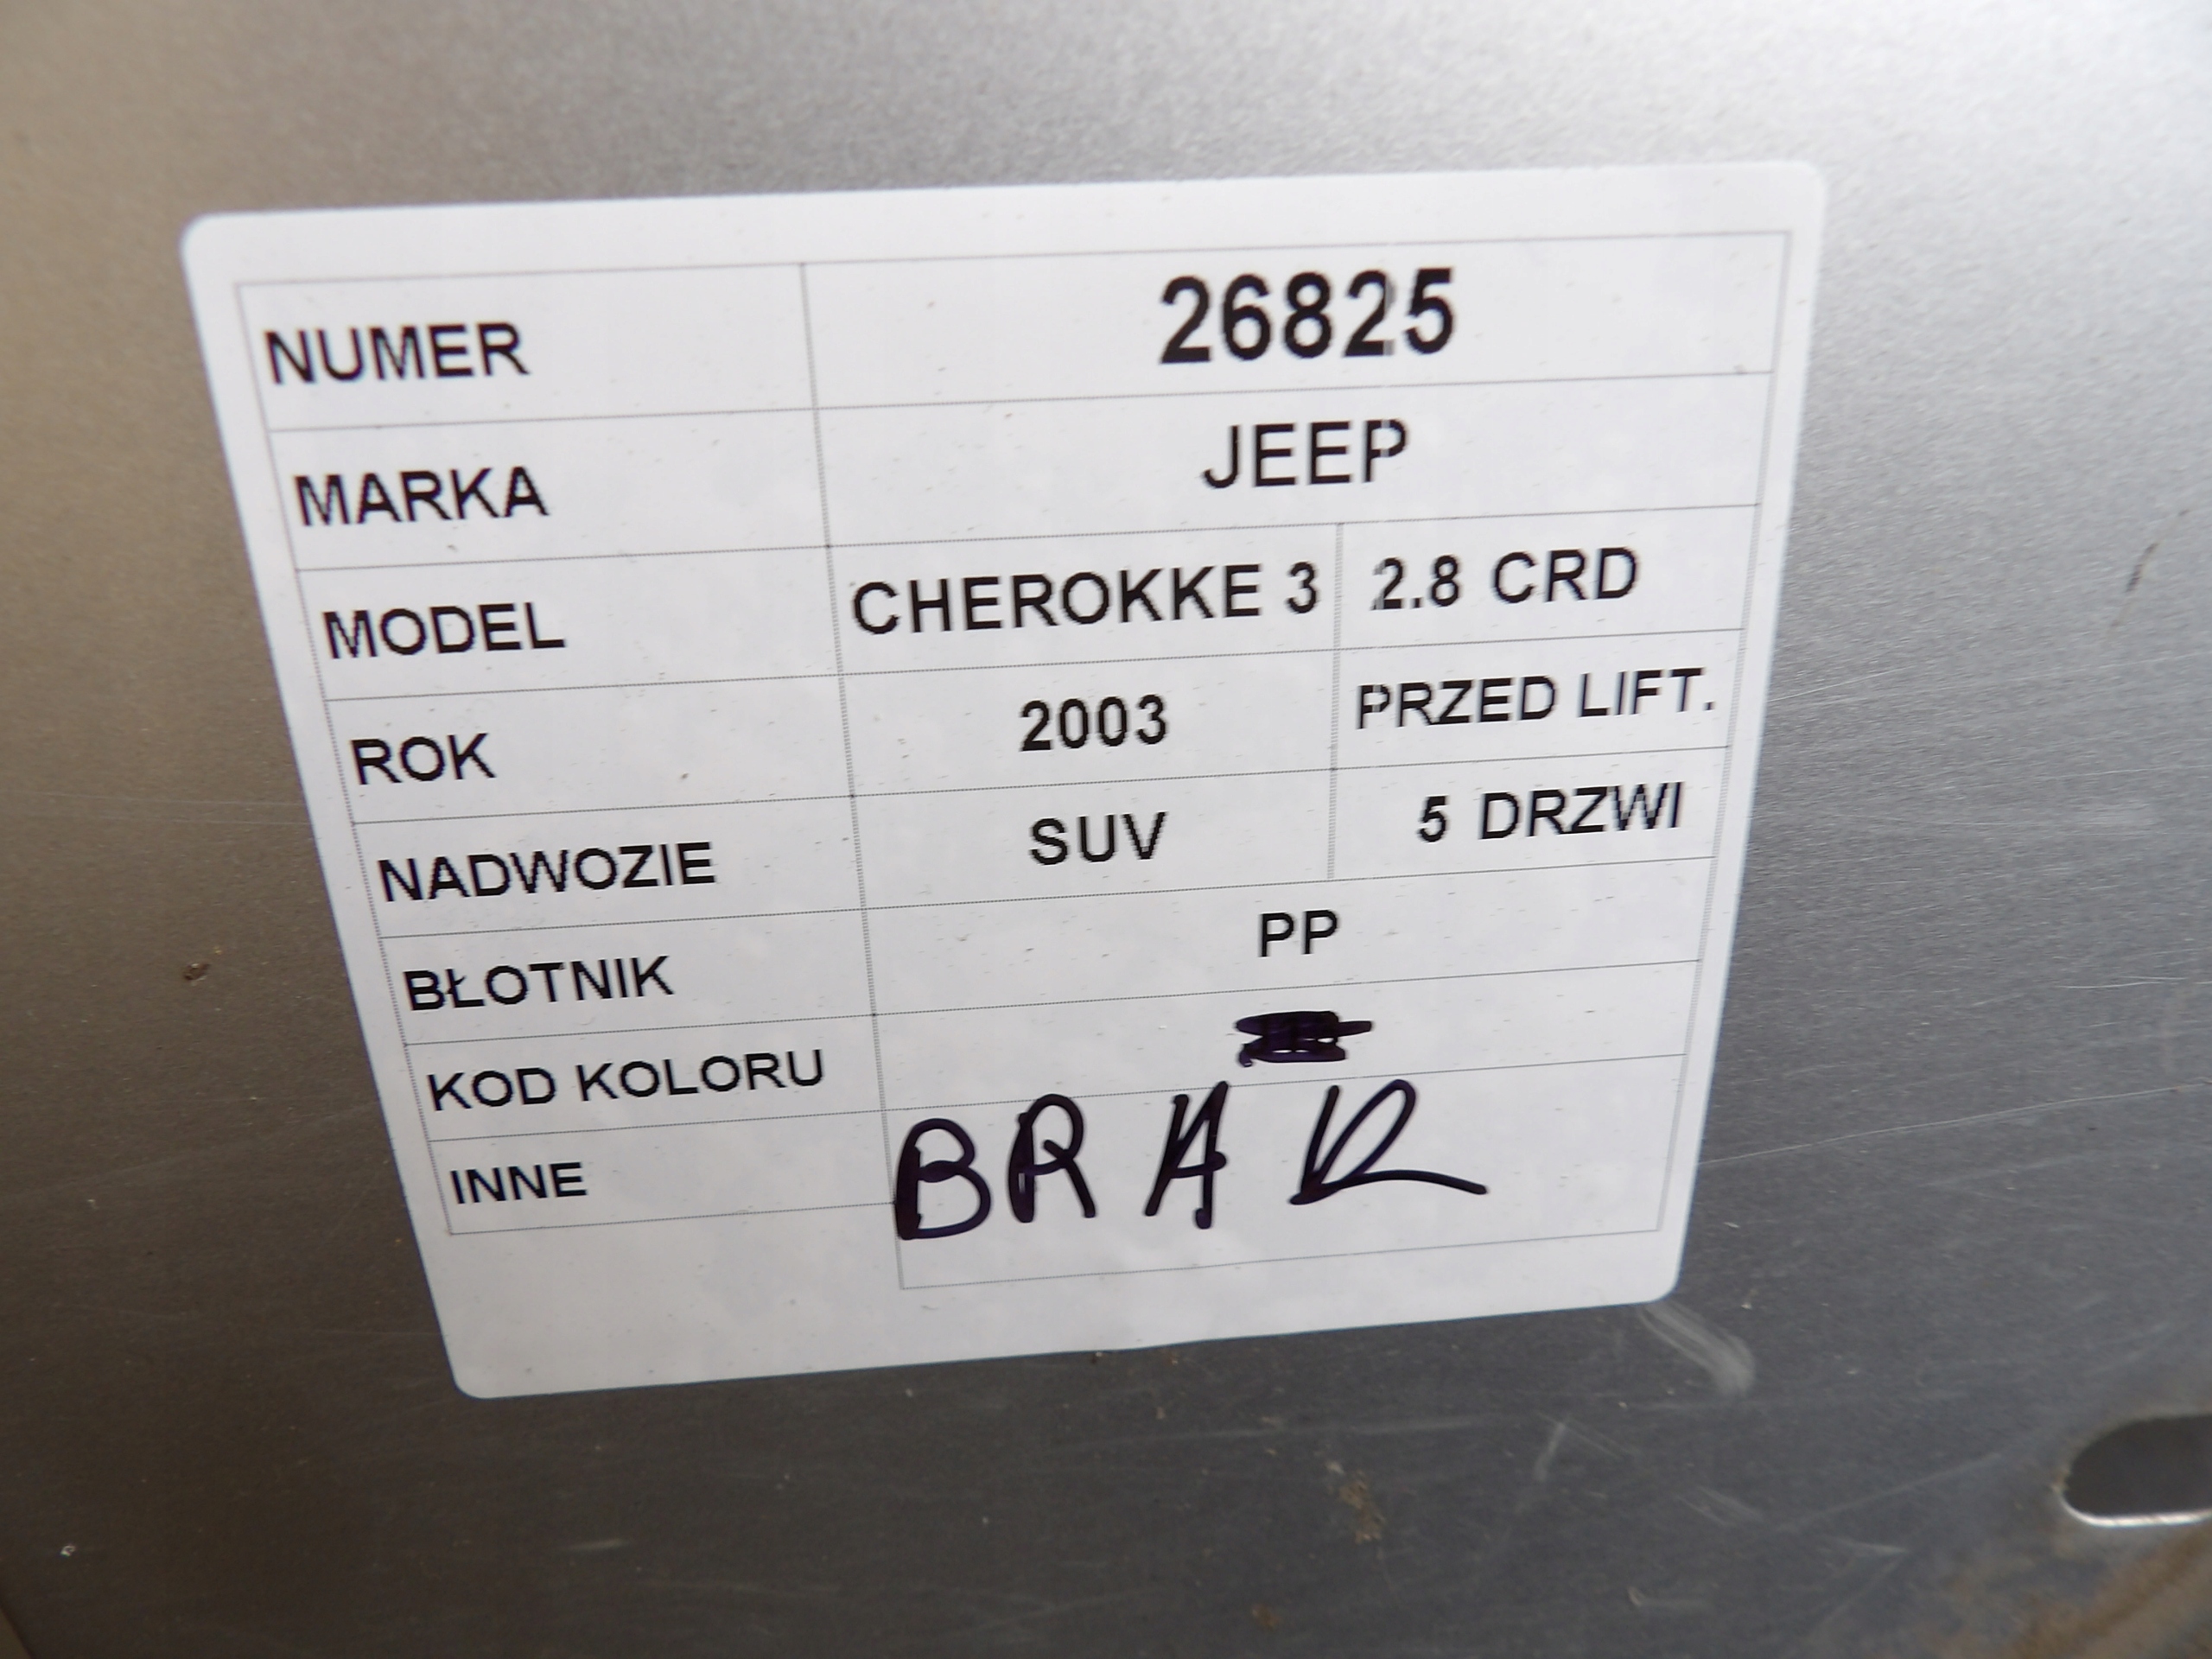 NUMER 26825
MARKA JEEP
MODEL CHEROKKE 3 2.8 CRD
ROK 2003 PRZED LIFT.
NADWOZIE SUV 5 DRZWI
BŁOTNIK PP
KOD KOLORU
INNE BRAK